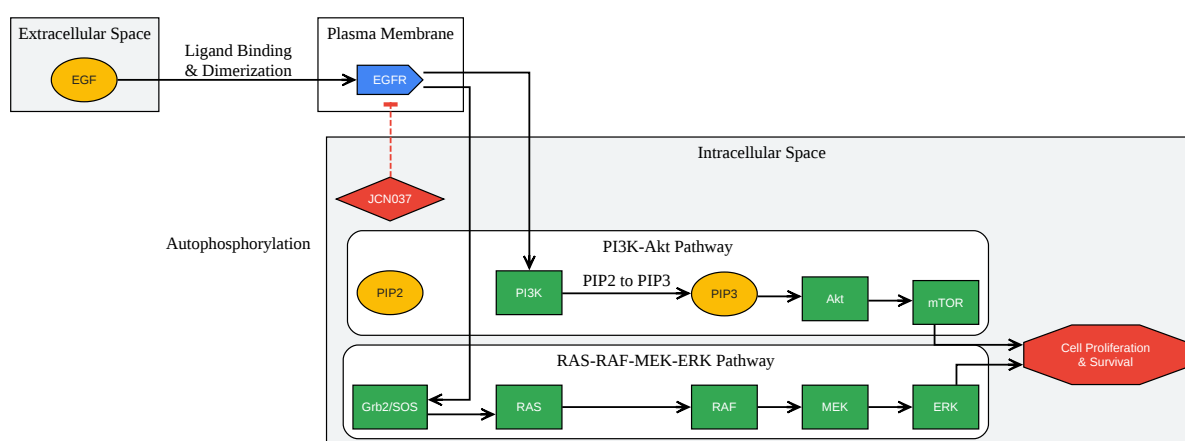 Extracellular Space
EGF
Ligand Binding
& Dimerization
Plasma Membrane
EGFR
Intracellular Space
JCN037
Autophosphorylation
PI3K-Akt Pathway
PIP2
PI3K
PIP2 to PIP3
PIP3
Akt
mTOR
Cell Proliferation
& Survival
RAS-RAF-MEK-ERK Pathway
Grb2/SOS
RAS
RAF
MEK
ERK